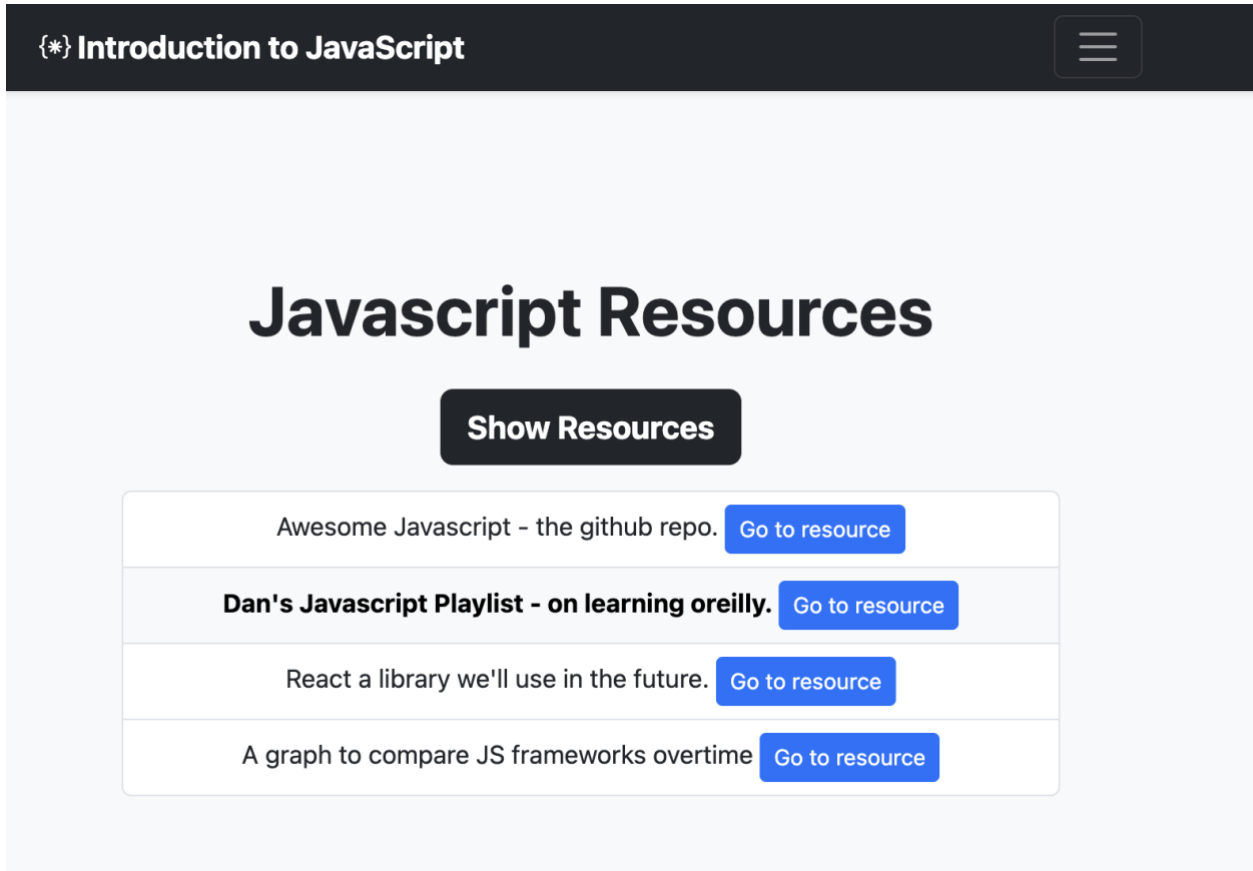 {*} Introduction to JavaScript
Javascript Resources
Show Resources
Awesome Javascript - the github repo. Go to resource
Dan's Javascript Playlist - on learning oreilly. Go to resource
React a library we'll use in the future. Go to resource
A graph to compare JS frameworks overtime Go to resource